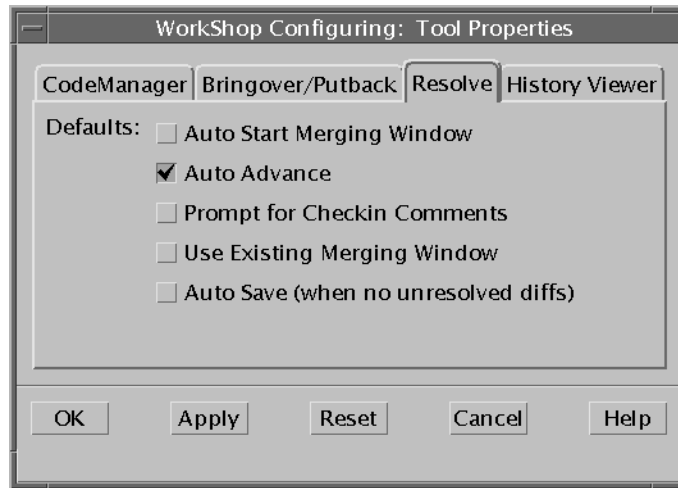 WorkShop Configuring: Tool Properties
CodeManager Bringover/Putback Resolve History Viewer
Defaults: Auto Start Merging Window
Auto Advance
Prompt for Checkin Comments
Use Existing Merging Window
Auto Save (when no unresolved diffs)
OK Apply Reset Cancel Help